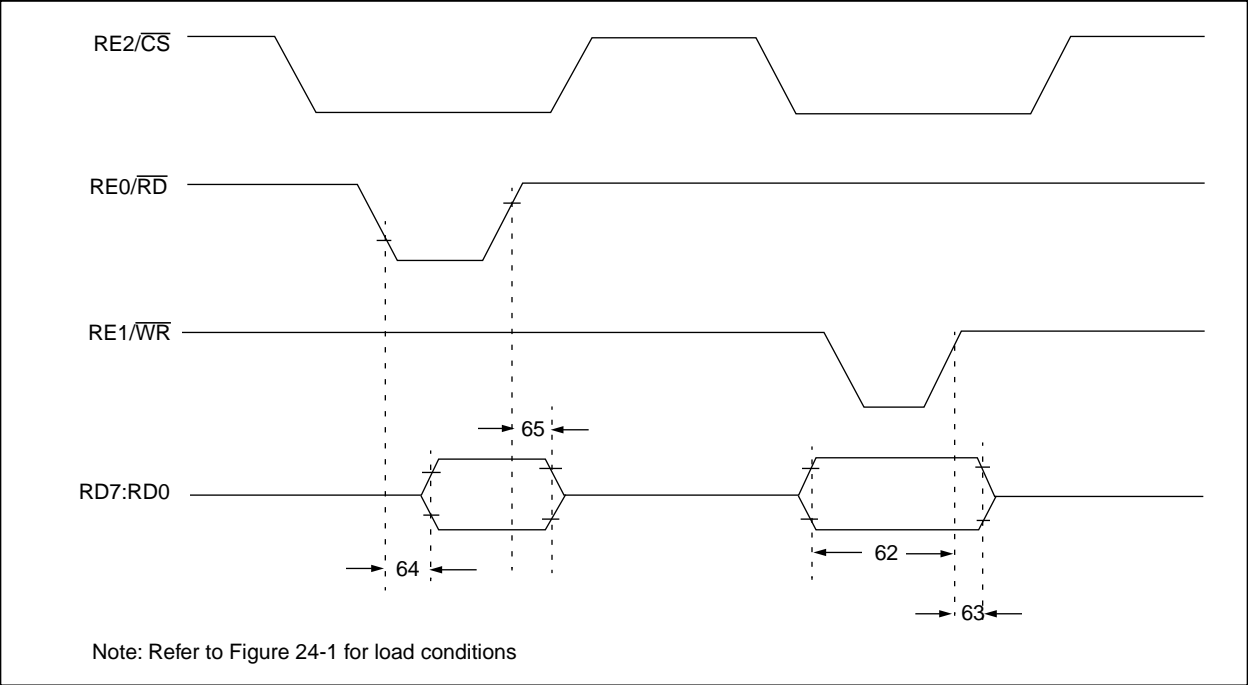 RE2/CS
RE0/RD
RE1/WR
65
RD7:RD0
62
64
63
Note: Refer to Figure 24-1 for load conditions